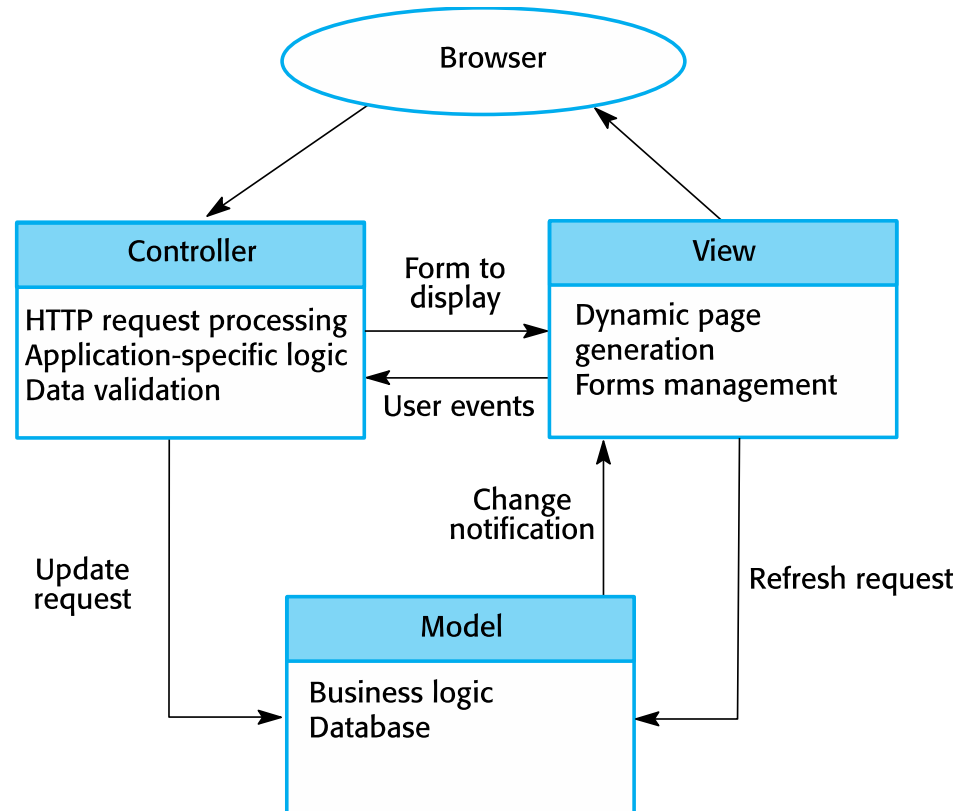 Browser
Controller
HTTP request processing
Application-specific logic
Data validation
Form to
display
User events
View
Dynamic page
generation
Forms management
Update
request
Change
notification
Refresh request
Model
Business logic
Database